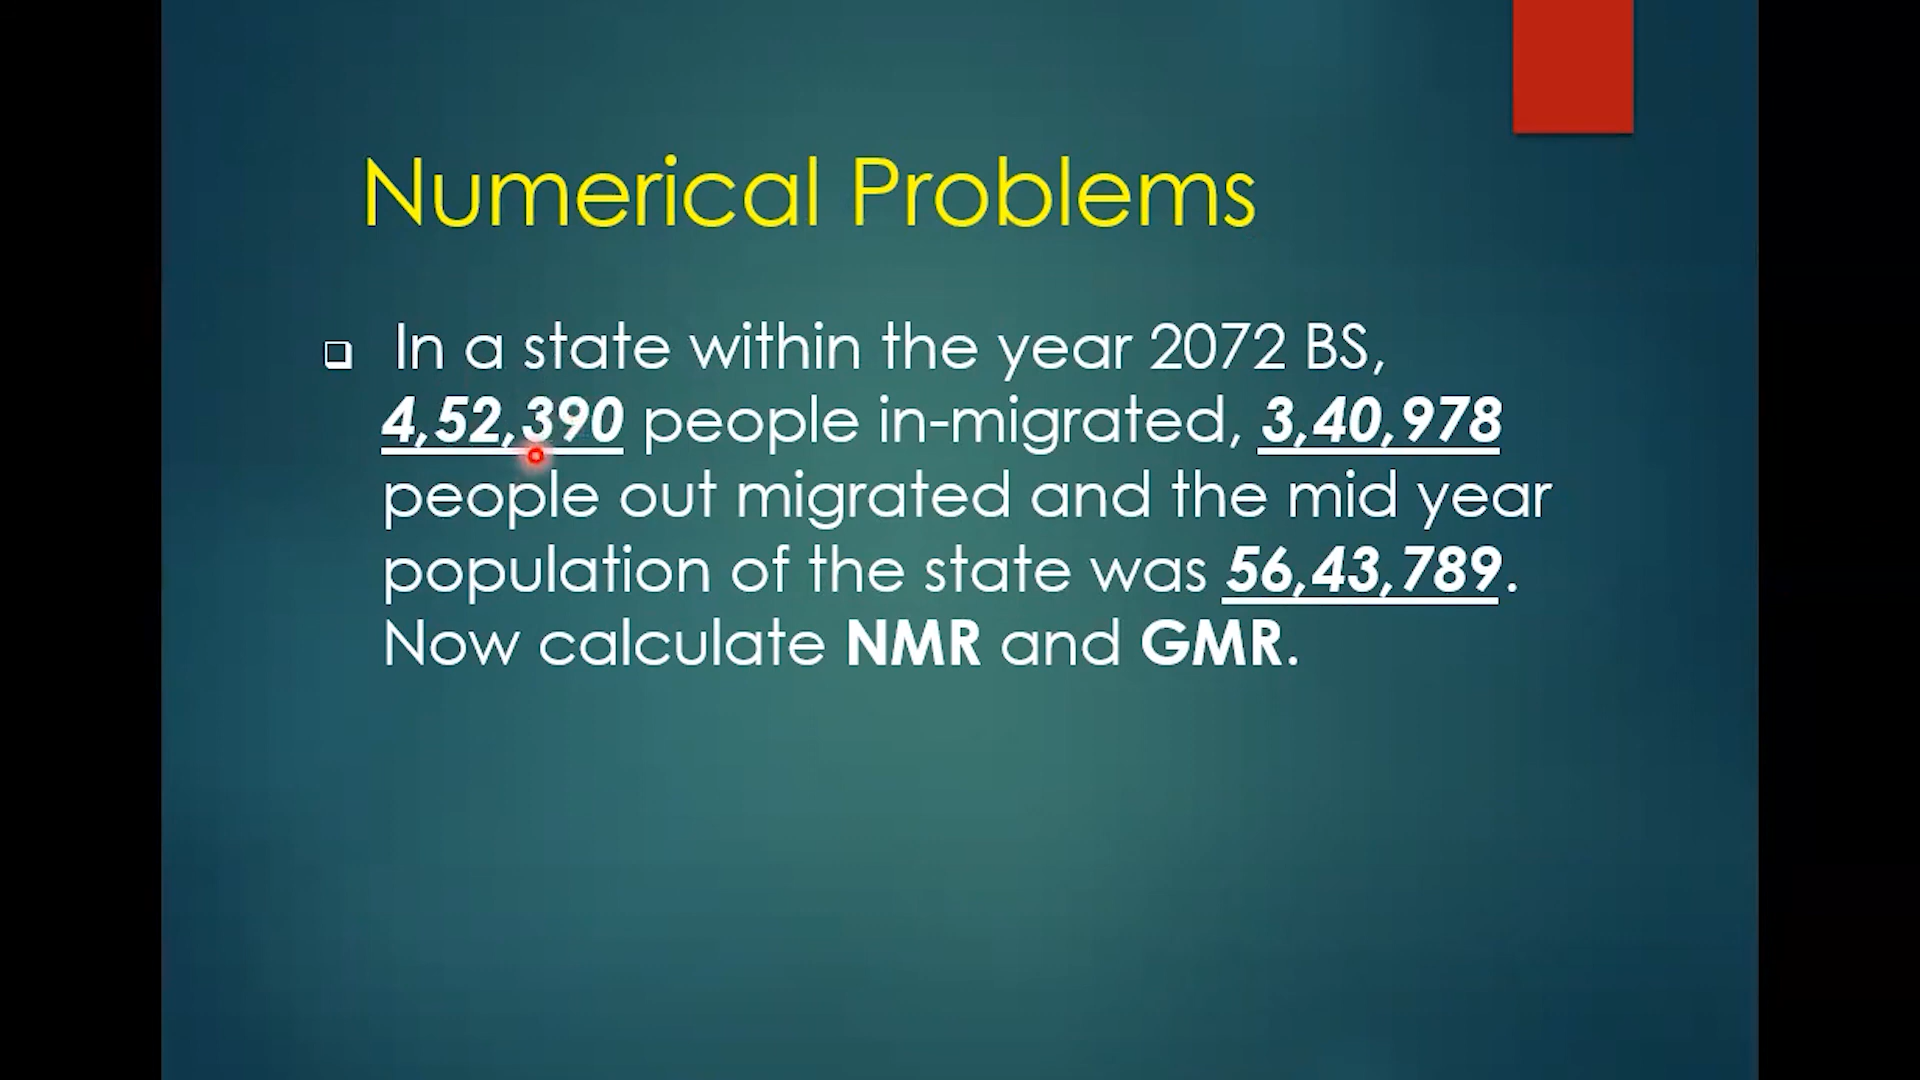 Numerical Problems
In a state within the year 2072 BS,
4,52,390 people in-migrated, 3,40,978
people out migrated and the mid year
population of the state was 56,43,789.
Now calculate NMR and GMR.